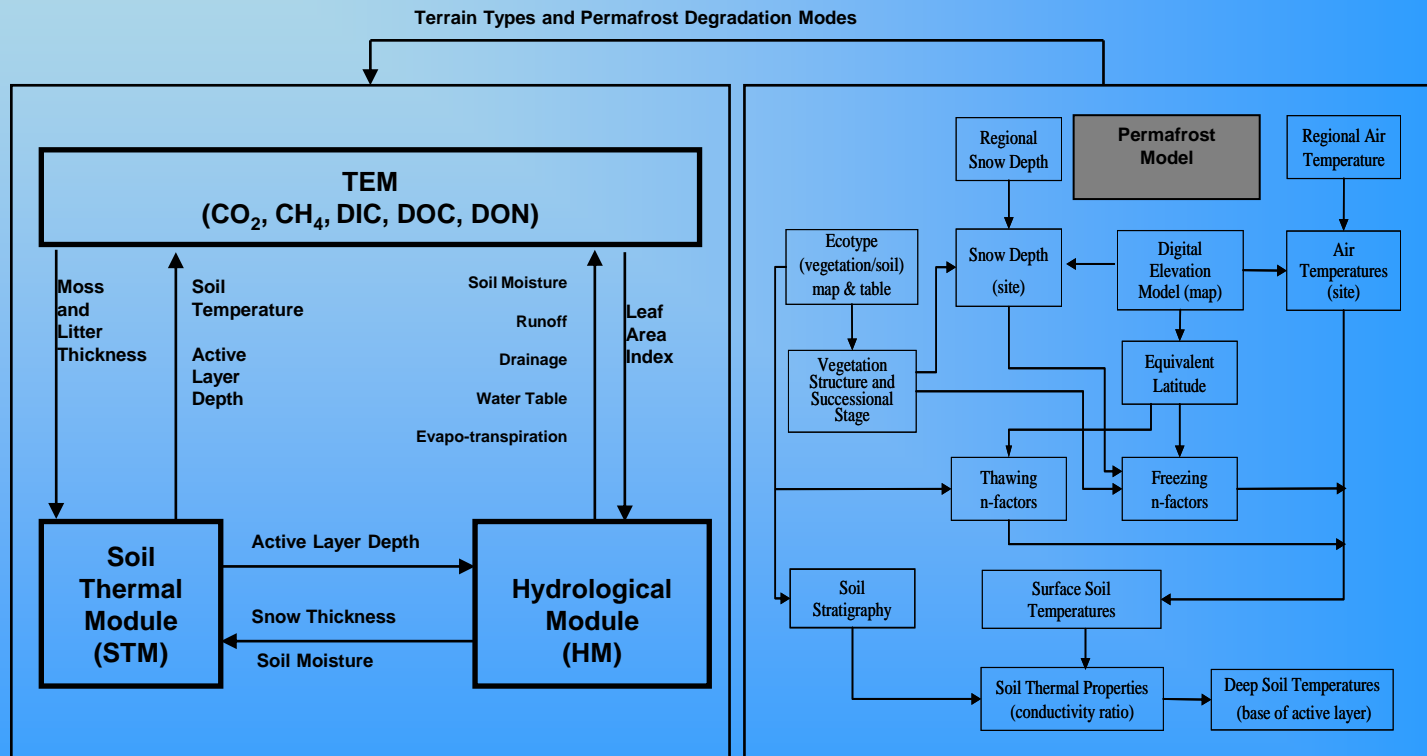 Terrain Types and Permafrost Degradation Modes
TEM
(CO₂, CH₄, DIC, DOC, DON)
Moss
and
Litter
Thickness
Soil
Temperature
Active
Layer
Depth
Soil Moisture
Runoff
Drainage
Water Table
Evapo-transpiration
Leaf
Area
Index
Soil
Thermal
Module
(STM)
Active Layer Depth
Snow Thickness
Soil Moisture
Hydrological
Module
(HM)
Regional
Snow Depth
Permafrost
Model
Regional Air
Temperature
Ecotype
(vegetation/soil)
map & table
Snow Depth
(site)
Digital
Elevation
Model (map)
Air
Temperatures
(site)
Vegetation
Structure and
Successional
Stage
Equivalent
Latitude
Thawing
n-factors
Freezing
n-factors
Soil
Stratigraphy
Surface Soil
Temperatures
Soil Thermal Properties
(conductivity ratio)
Deep Soil Temperatures
(base of active layer)